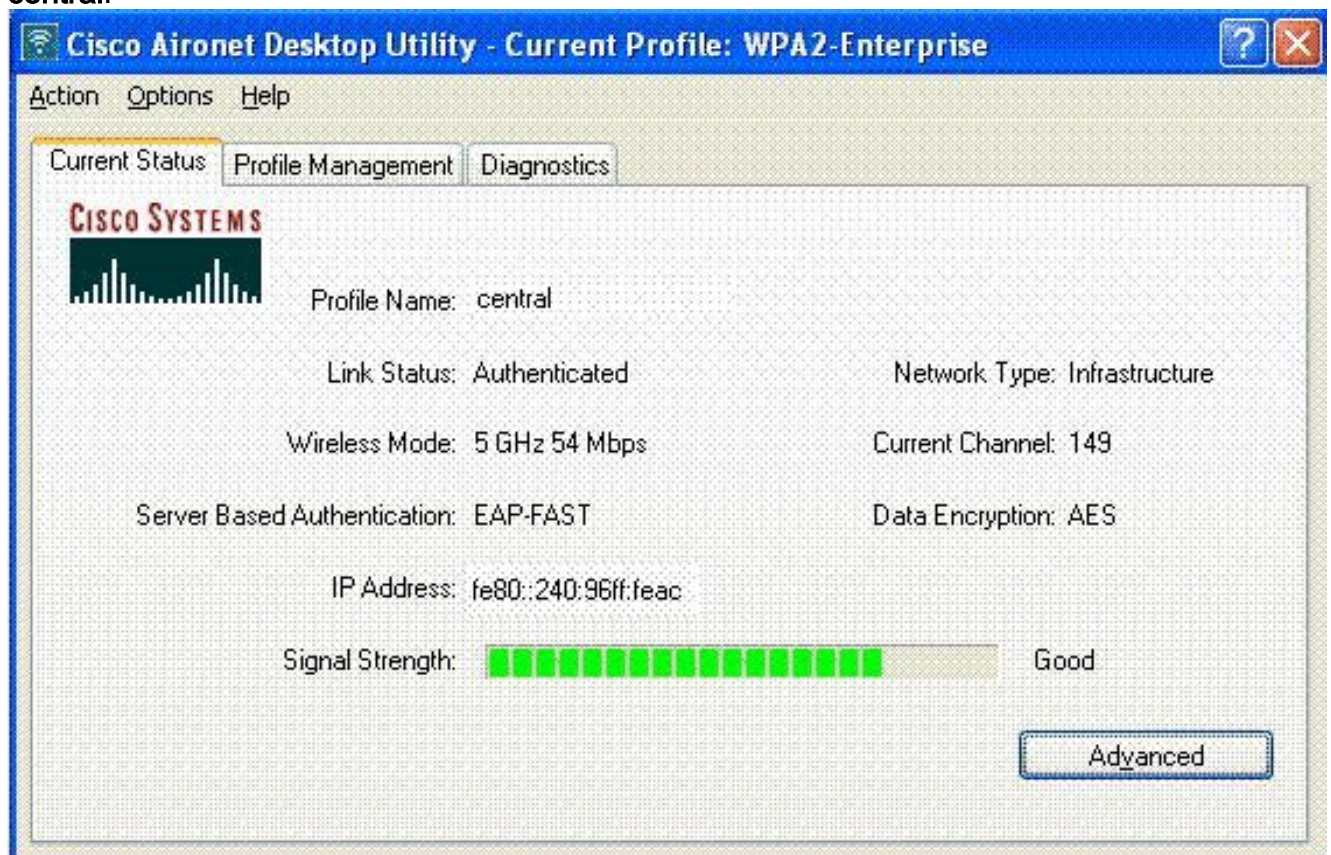 central.
Cisco Aironet Desktop Utility - Current Profile: WPA2-Enterprise
Action Options Help
Current Status Profile Management Diagnostics
CISCO SYSTEMS
Profile Name: central
Link Status: Authenticated Network Type: Infrastructure
Wireless Mode: 5 GHz 54 Mbps Current Channel: 149
Server Based Authentication: EAP-FAST Data Encryption: AES
IP Address: fe80::240:96ff:feac
Signal Strength: Good
Advanced